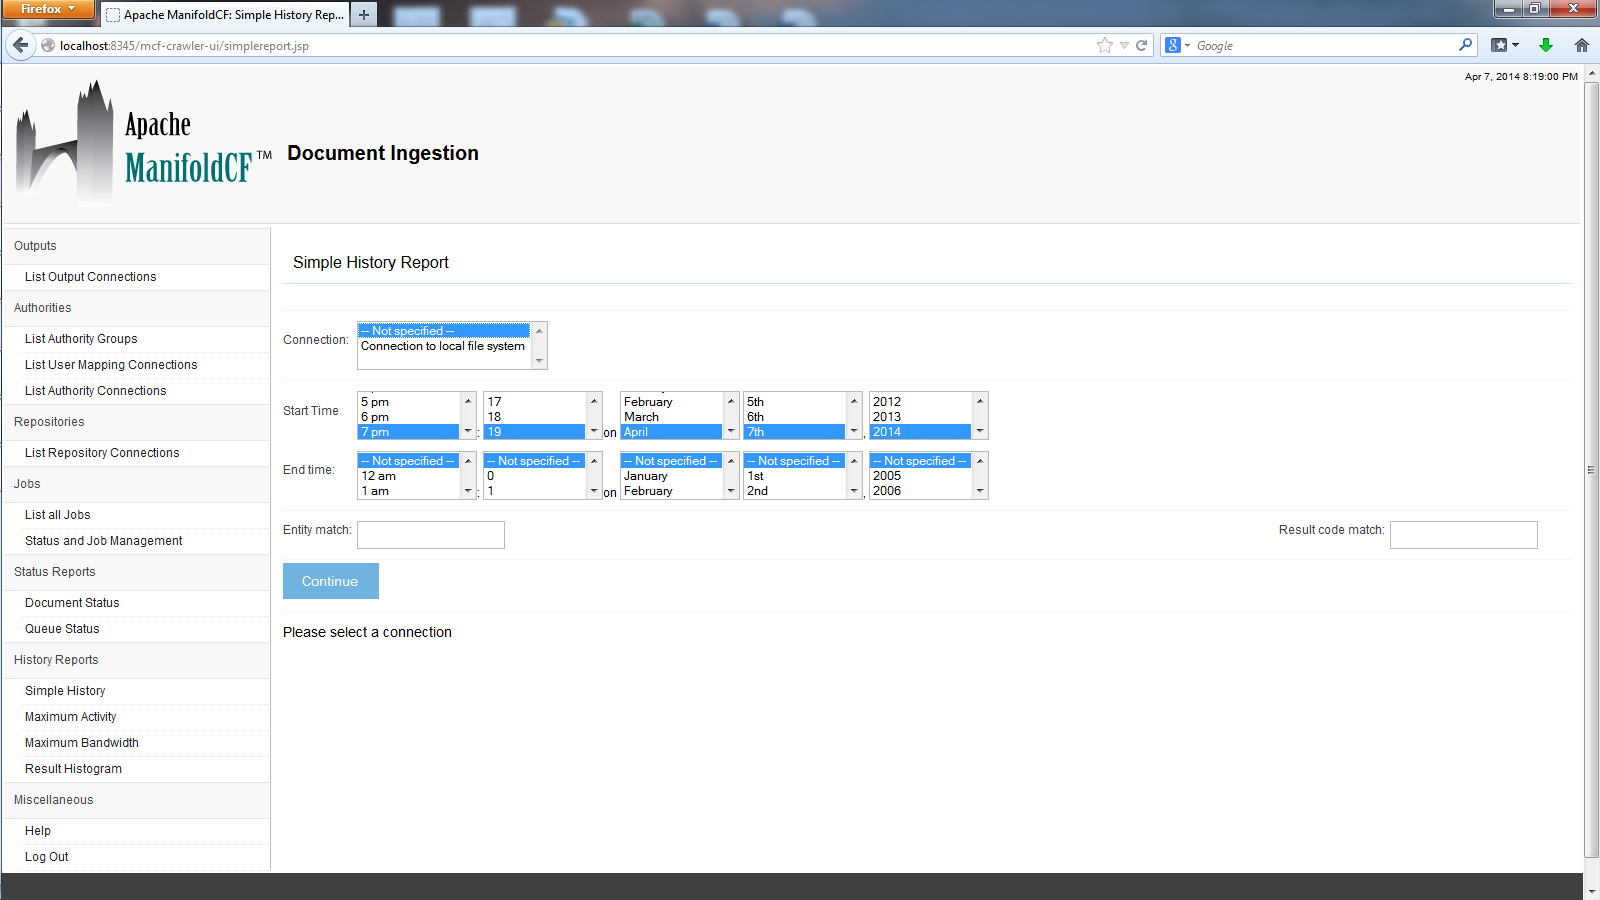 Firefox
Apache ManifoldCF: Simple History Rep...
localhost:8345/mcf-crawler-ui/simplereport.jsp
Google
Apr 7, 2014 8:19:00 PM
Apache
ManifoldCF™
Document Ingestion
Outputs
List Output Connections
Authorities
List Authority Groups
List User Mapping Connections
List Authority Connections
Repositories
List Repository Connections
Jobs
List all Jobs
Status and Job Management
Status Reports
Document Status
Queue Status
History Reports
Simple History
Maximum Activity
Maximum Bandwidth
Result Histogram
Miscellaneous
Help
Log Out
Simple History Report
Connection:
-- Not specified --
Connection to local file system
Start Time
5 pm 17 February 5th 2012
6 pm 18 March 6th 2013
7 pm : 19 on April 7th , 2014
End time:
-- Not specified -- -- Not specified -- -- Not specified -- -- Not specified -- -- Not specified --
12 am 0 January 1st 2005
1 am : 1 on February 2nd , 2006
Entity match: Result code match:
Continue
Please select a connection